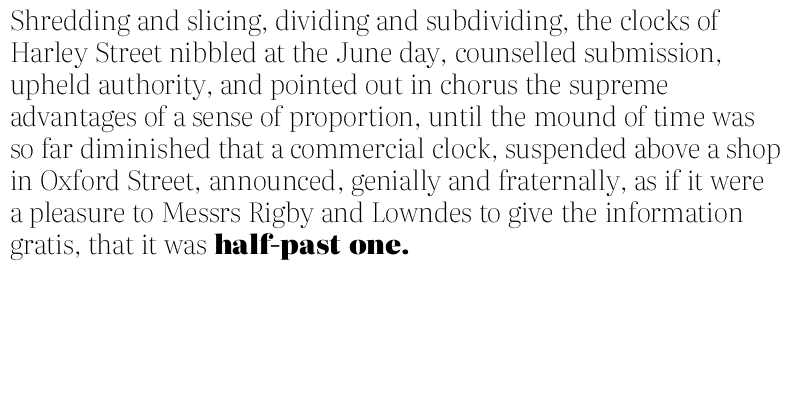 Shredding and slicing, dividing and subdividing, the clocks of
Harley Street nibbled at the June day, counselled submission,
upheld authority, and pointed out in chorus the supreme
advantages of a sense of proportion, until the mound of time was
so far diminished that a commercial clock, suspended above a shop
in Oxford Street, announced, genially and fraternally, as if it were
a pleasure to Messrs Rigby and Lowndes to give the information
gratis, that it was half-past one.